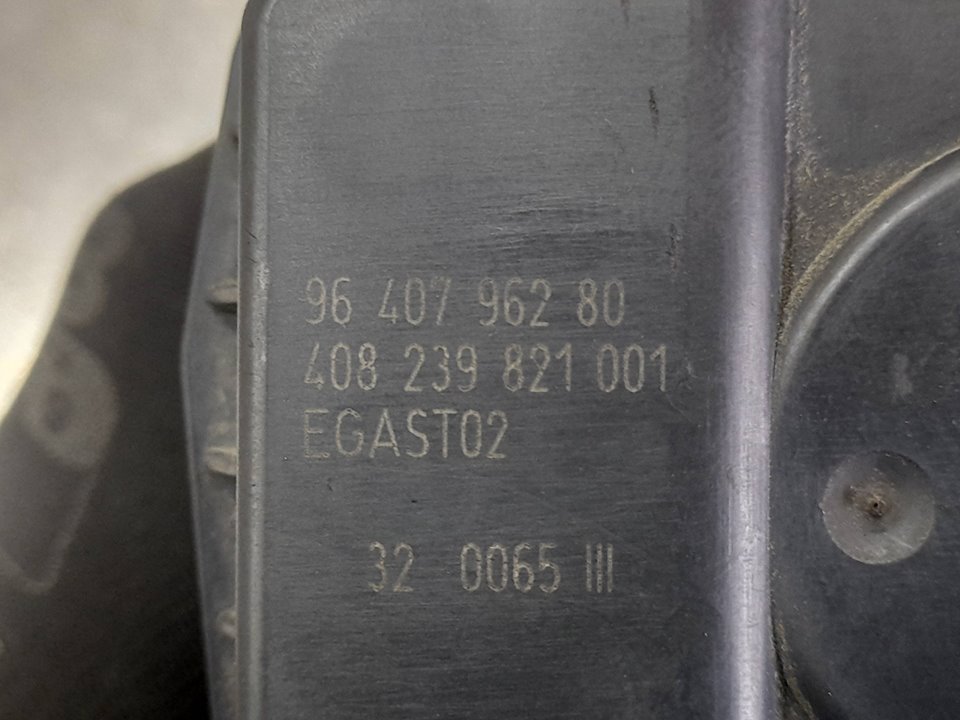 96 407 962 80
408 239 821 001
EGAST02
32 0065 III